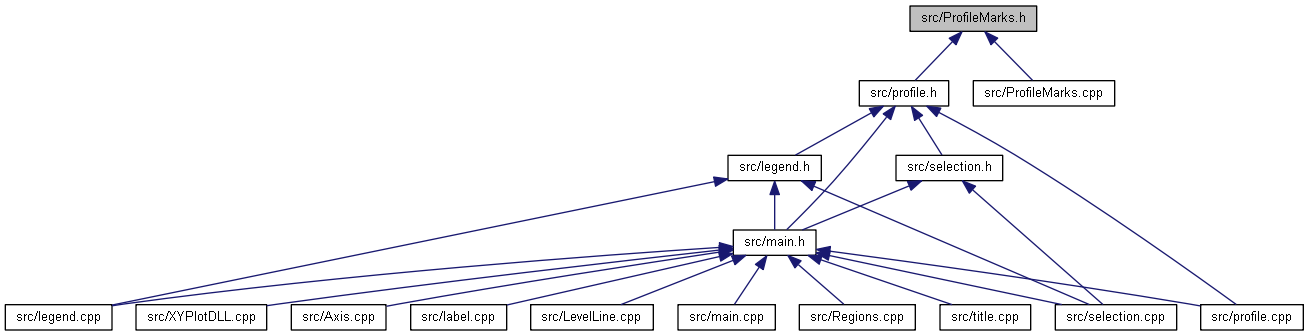 src/ProfileMarks.h
src/profile.h
src/ProfileMarks.cpp
src/legend.h
src/selection.h
src/main.h
src/legend.cpp
src/XYPlotDLL.cpp
src/Axis.cpp
src/label.cpp
src/LevelLine.cpp
src/main.cpp
src/Regions.cpp
src/title.cpp
src/selection.cpp
src/profile.cpp